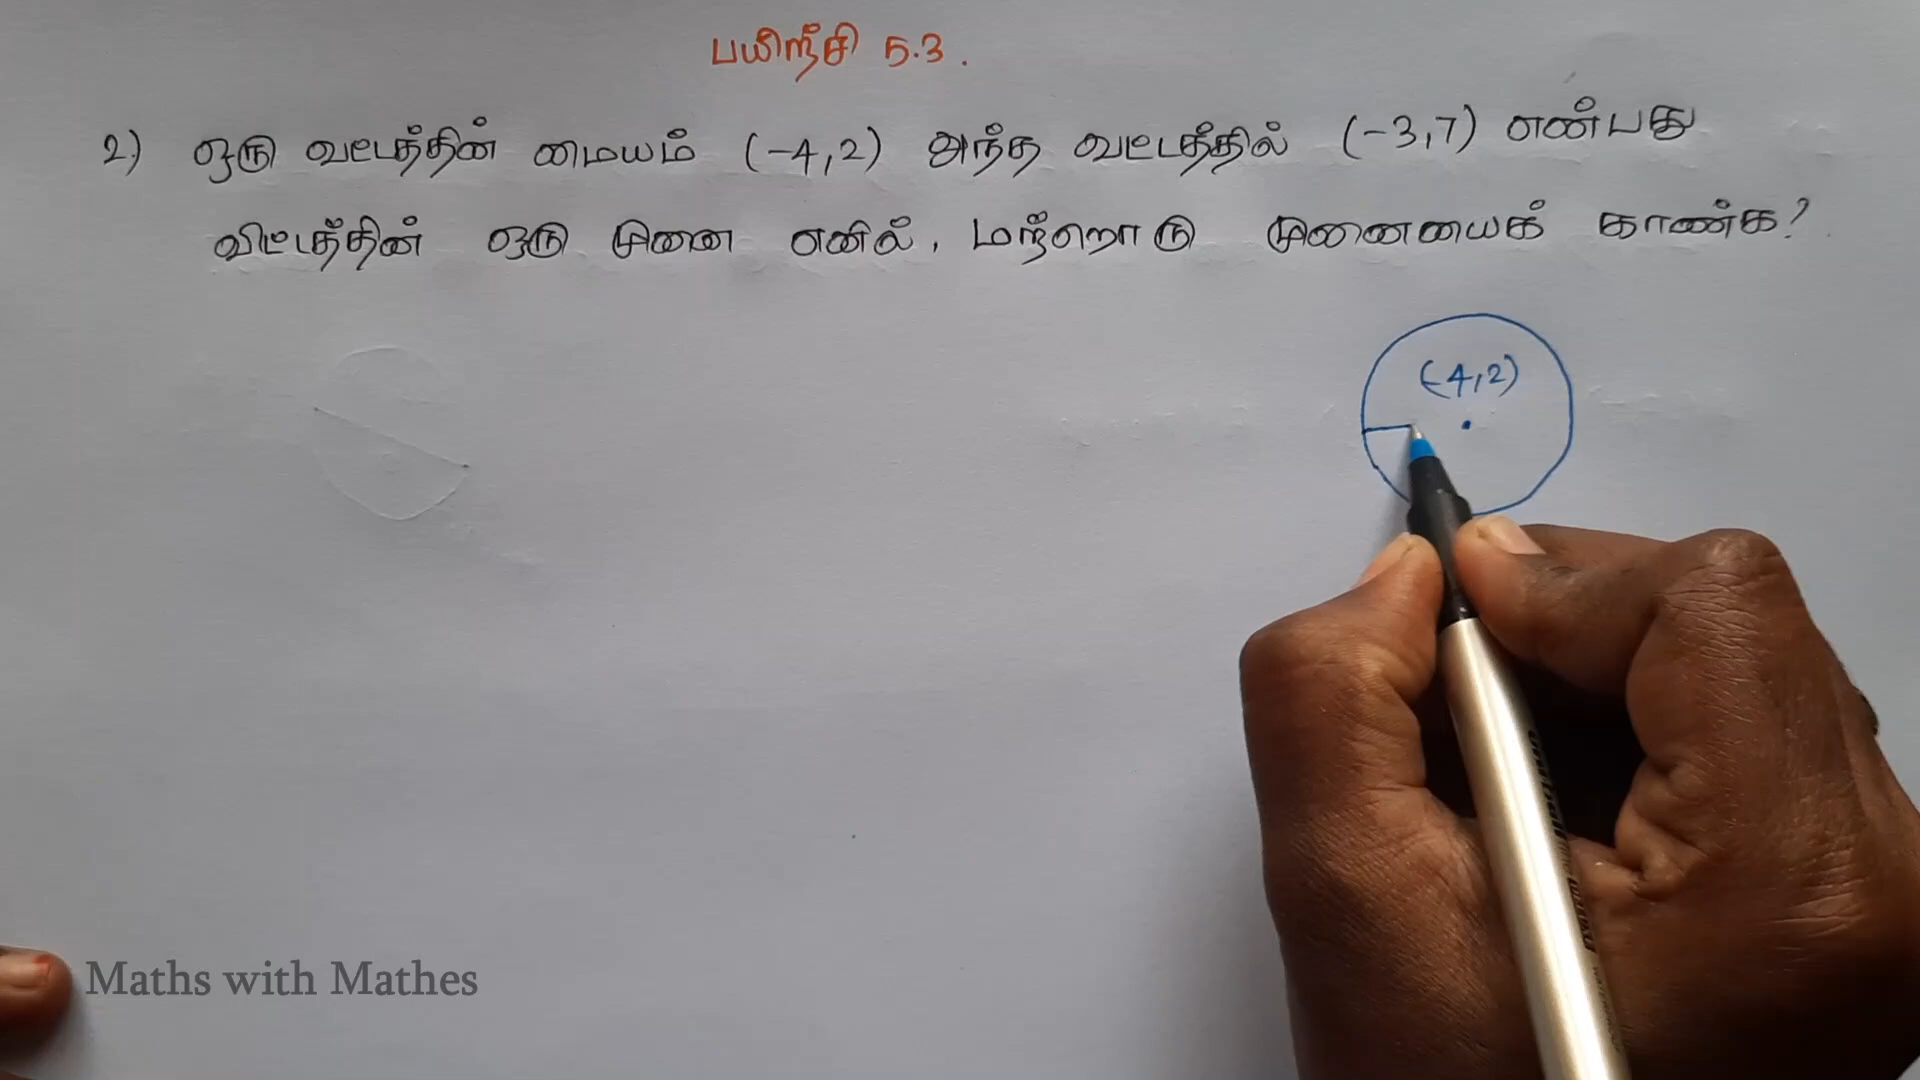 பயிற்சி 5.3.
2) ஒரு வட்டத்தின் மையம் (-4,2) அந்த வட்டத்தில் (-3,7) என்பது
விட்டத்தின் ஒரு முனை எனில், மற்றொரு முனையைக் காண்க?
(-4,2)
Maths with Mathes